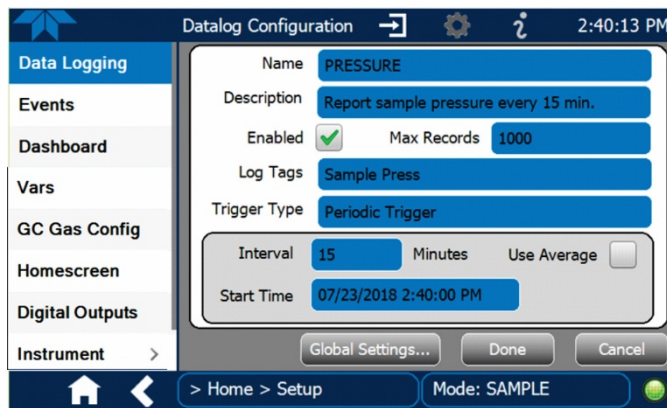 Datalog Configuration 2:40:13 PM
Data Logging
Events
Dashboard
Vars
GC Gas Config
Homescreen
Digital Outputs
Instrument >
Name PRESSURE
Description Report sample pressure every 15 min.
Enabled Max Records 1000
Log Tags Sample Press
Trigger Type Periodic Trigger
Interval 15 Minutes Use Average
Start Time 07/23/2018 2:40:00 PM
Global Settings... Done Cancel
> Home > Setup Mode: SAMPLE